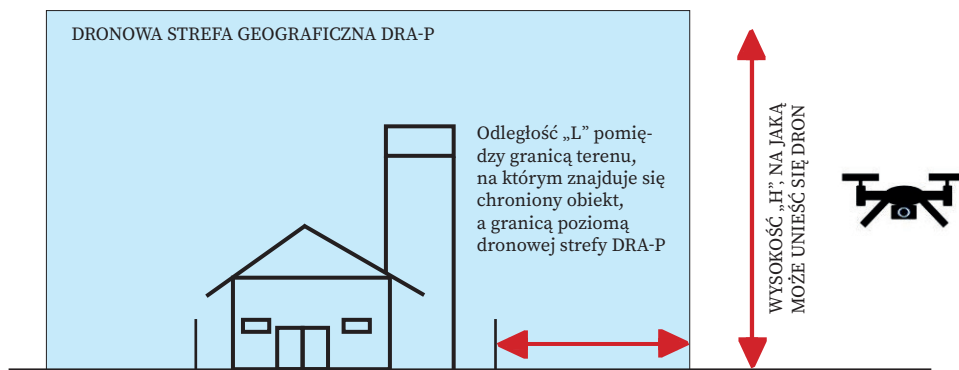 DRONOWA STREFA GEOGRAFICZNA DRA-P
Odległość „L” pomię-
dzy granicą terenu,
na którym znajduje się
chroniony obiekt,
a granicą poziomą
dronowej strefy DRA-P
WYSOKOŚĆ „H”, NA JAKĄ
MOŻE UNIEŚĆ SIĘ DRON